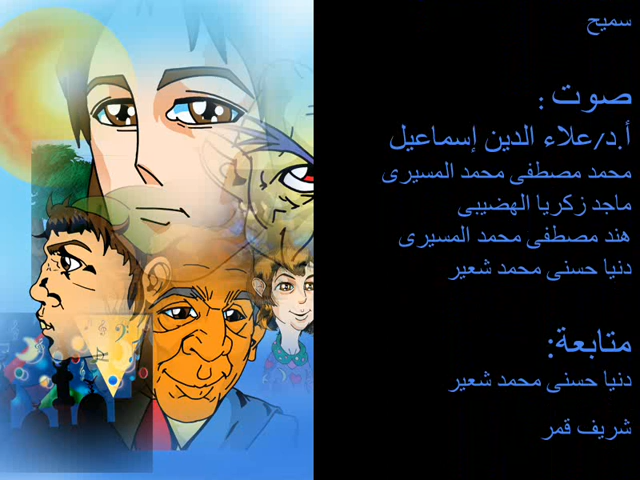 سميح
صوت :
أ.د/علاء الدين إسماعيل
محمد مصطفى محمد المسيرى
ماجد زكريا الهضيبى
هند مصطفى محمد المسيرى
دنيا حسنى محمد شعير
متابعة:
دنيا حسنى محمد شعير
شريف قمر